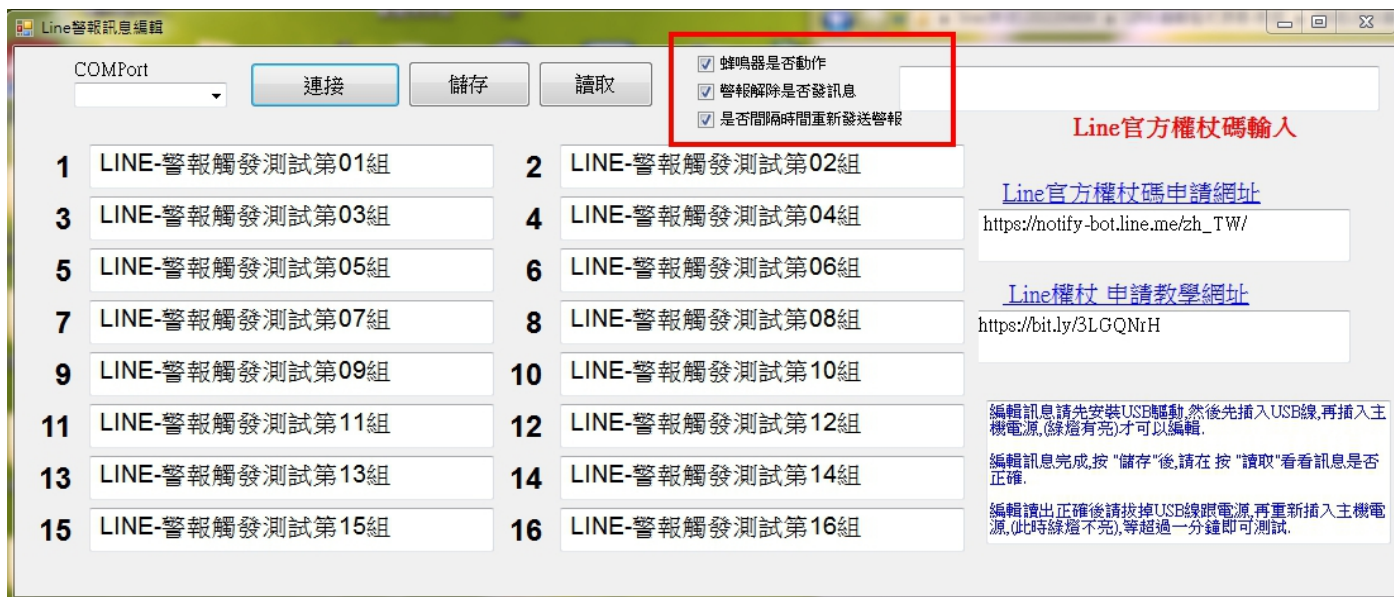 Line警報訊息編輯
COMPort
連接
儲存
讀取
蜂鳴器是否動作
警報解除是否發訊息
是否間隔時間重新發送警報
Line官方權杖碼輸入
1 LINE-警報觸發測試第01組
2 LINE-警報觸發測試第02組
3 LINE-警報觸發測試第03組
4 LINE-警報觸發測試第04組
5 LINE-警報觸發測試第05組
6 LINE-警報觸發測試第06組
7 LINE-警報觸發測試第07組
8 LINE-警報觸發測試第08組
9 LINE-警報觸發測試第09組
10 LINE-警報觸發測試第10組
11 LINE-警報觸發測試第11組
12 LINE-警報觸發測試第12組
13 LINE-警報觸發測試第13組
14 LINE-警報觸發測試第14組
15 LINE-警報觸發測試第15組
16 LINE-警報觸發測試第16組
Line官方權杖碼申請網址
https://notify-bot.line.me/zh_TW/
Line權杖 申請教學網址
https://bit.ly/3LGQNrH
編輯訊息請先安裝USB驅動,然後先插入USB線,再插入主
機電源,(綠燈有亮)才可以編輯.
編輯訊息完成,按 "儲存"後,請在 按 "讀取"看看訊息是否
正確.
編輯讀出正確後請拔掉USB線跟電源,再重新插入主機電
源,(此時綠燈不亮),等超過一分鐘即可測試.